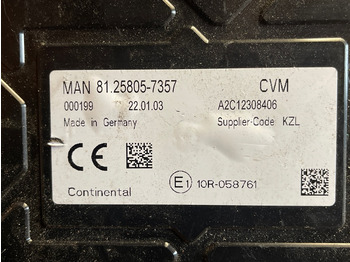 MAN 81.25805-7357 CVM
000199 22.01.03 A2C12308406
Made in Germany Supplier-Code KZL
CE
Continental E1 10R-058761